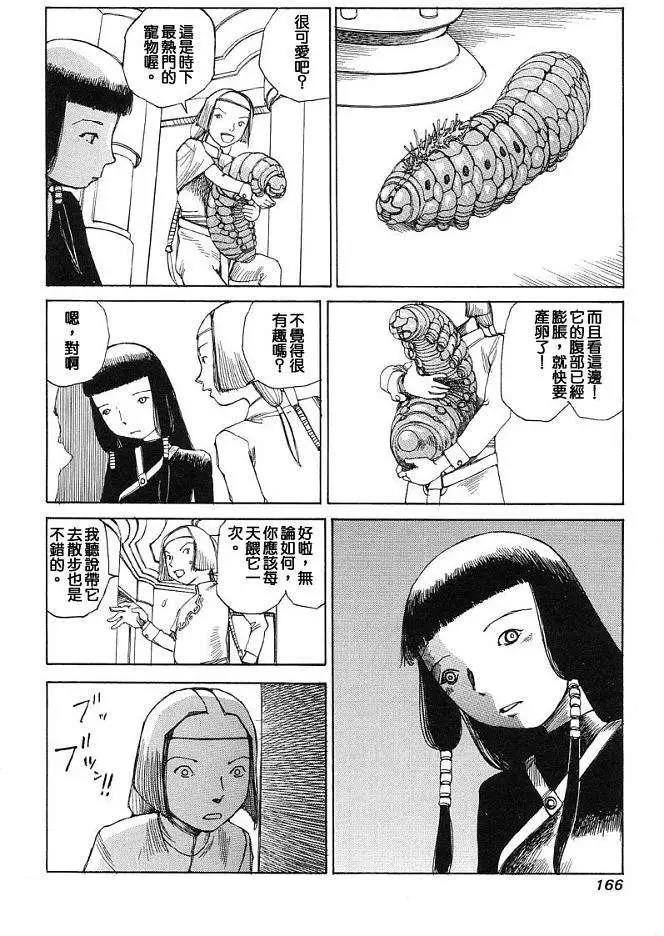 很可愛吧？
這是時下
最熱門的
寵物喔。
而且看這邊！
它的腹部已經
膨脹，就快要
產卵了！
不覺得很
有趣嗎？
嗯，對啊
好啦，無
論如何，
你應該每
天餵它一
次。
我聽說帶它
去散步也是
不錯的。
ブッ
ブン!!
166